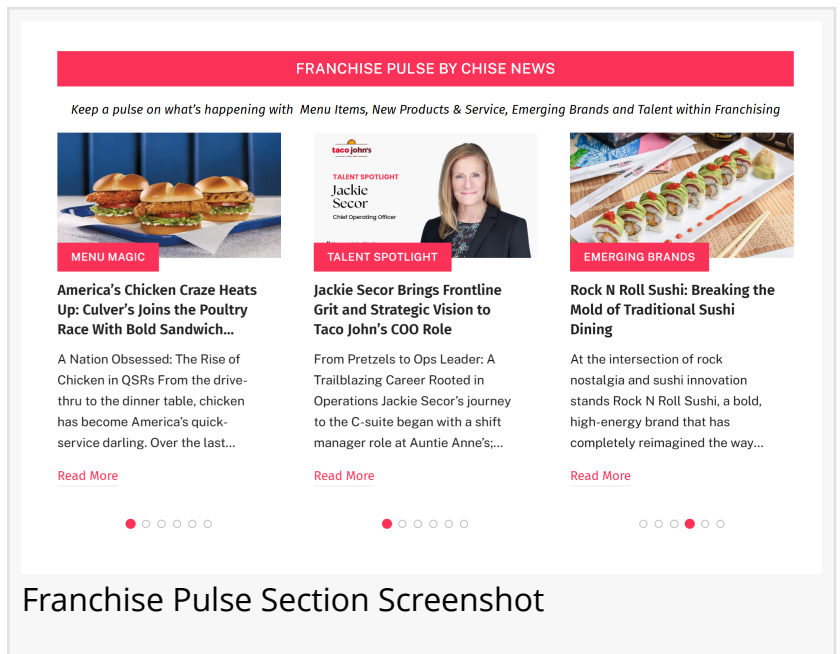 FRANCHISE PULSE BY CHISE NEWS
Keep a pulse on what's happening with Menu Items, New Products & Service, Emerging Brands and Talent within Franchising
MENU MAGIC
America's Chicken Craze Heats
Up: Culver's Joins the Poultry
Race With Bold Sandwich...
A Nation Obsessed: The Rise of
Chicken in QSRs From the drive-
thru to the dinner table, chicken
has become America's quick-
service darling. Over the last...
Read More
taco john's
TALENT SPOTLIGHT
Jackie
Secor
Chief Operating Officer
TALENT SPOTLIGHT
Jackie Secor Brings Frontline
Grit and Strategic Vision to
Taco John's COO Role
From Pretzels to Ops Leader: A
Trailblazing Career Rooted in
Operations Jackie Secor's journey
to the C-suite began with a shift
manager role at Auntie Anne's;...
Read More
EMERGING BRANDS
Rock N Roll Sushi: Breaking the
Mold of Traditional Sushi
Dining
At the intersection of rock
nostalgia and sushi innovation
stands Rock N Roll Sushi, a bold,
high-energy brand that has
completely reimagined the way...
Read More
Franchise Pulse Section Screenshot